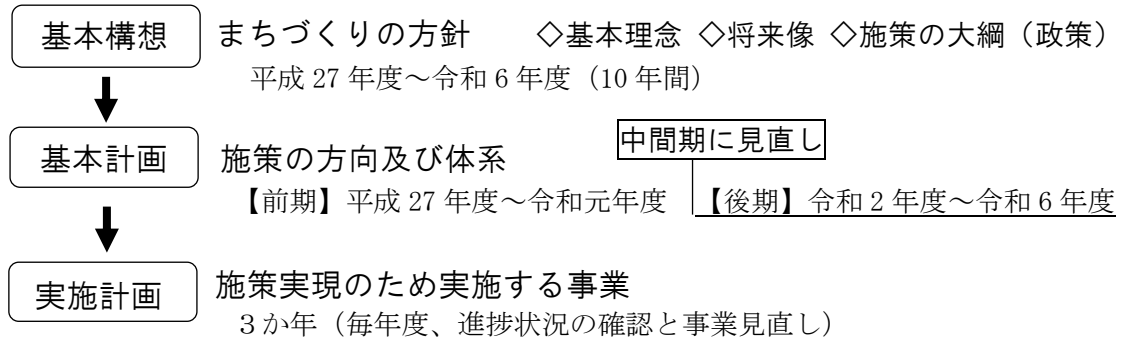 基本構想 まちづくりの方針 ◇基本理念 ◇将来像 ◇施策の大綱（政策）
平成 27 年度～令和 6 年度（10 年間）
中間期に見直し
基本計画 施策の方向及び体系
【前期】平成 27 年度～令和元年度 【後期】令和 2 年度～令和 6 年度
実施計画 施策実現のため実施する事業
３か年（毎年度、進捗状況の確認と事業見直し）